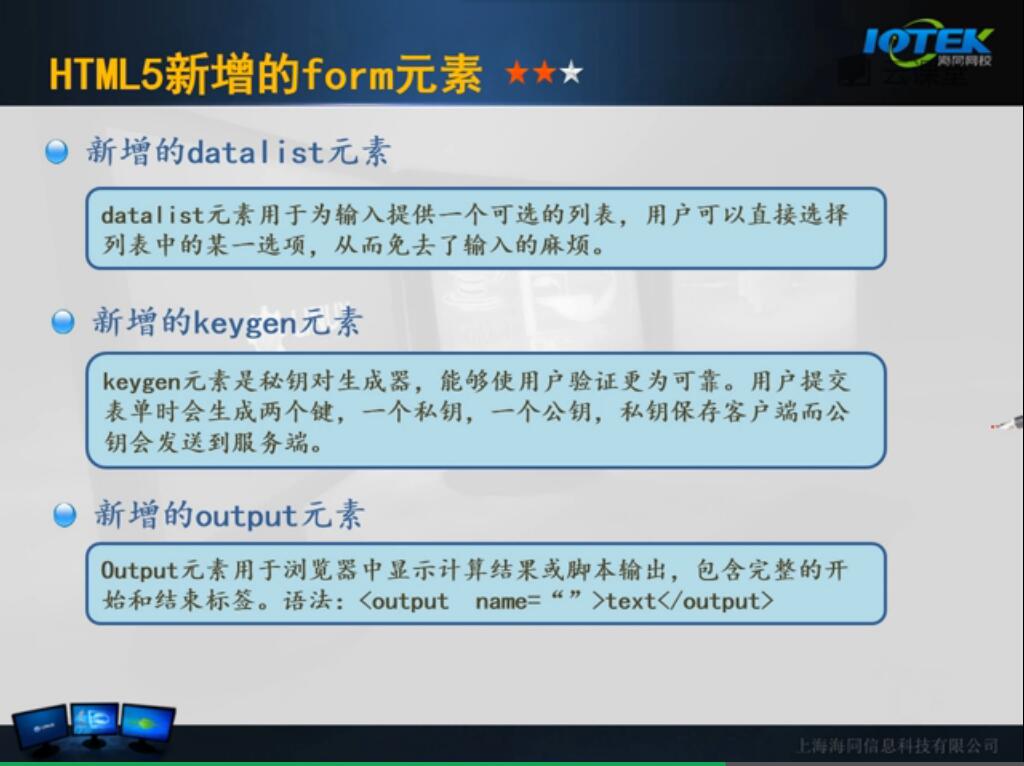 HTML5新增的form元素
IOTEK
海同网校
新增的datalist元素
datalist元素用于为输入提供一个可选的列表，用户可以直接选择
列表中的某一选项，从而免去了输入的麻烦。
新增的keygen元素
keygen元素是秘钥对生成器，能够使用户验证更为可靠。用户提交
表单时会生成两个键，一个私钥，一个公钥，私钥保存客户端而公
钥会发送到服务端。
新增的output元素
Output元素用于浏览器中显示计算结果或脚本输出，包含完整的开
始和结束标签。语法：<output  name=“”>text</output>
上海海同信息科技有限公司